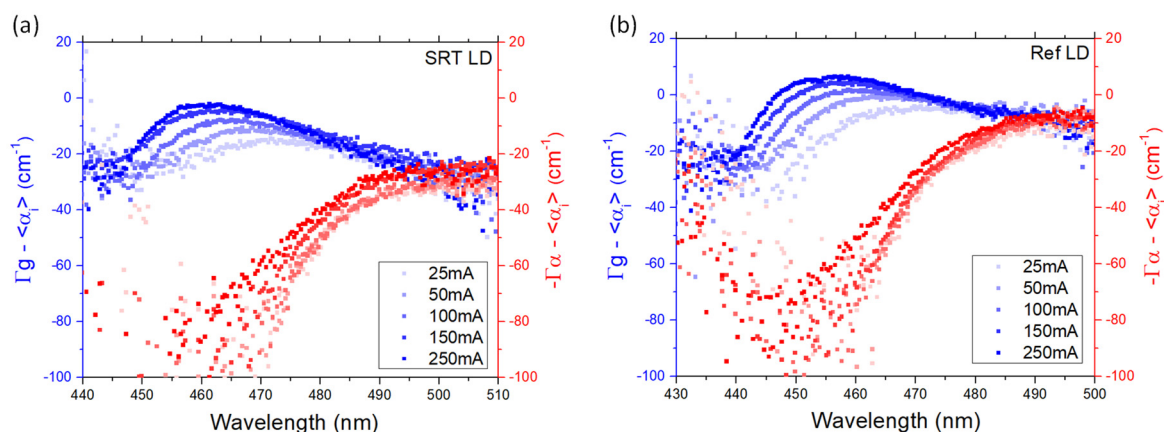 (a)
SRT LD
20
0
-20
-40
-60
-80
-100
Γg - <αᵢ> (cm⁻¹)
440 450 460 470 480 490 500 510
Wavelength (nm)
25mA
50mA
100mA
150mA
250mA
20
0
-20
-40
-60
-80
-100
-Γα - <αᵢ> (cm⁻¹)
(b)
Ref LD
20
0
-20
-40
-60
-80
-100
Γg - <αᵢ> (cm⁻¹)
430 440 450 460 470 480 490 500
Wavelength (nm)
25mA
50mA
100mA
150mA
250mA
20
0
-20
-40
-60
-80
-100
-Γα - <αᵢ> (cm⁻¹)